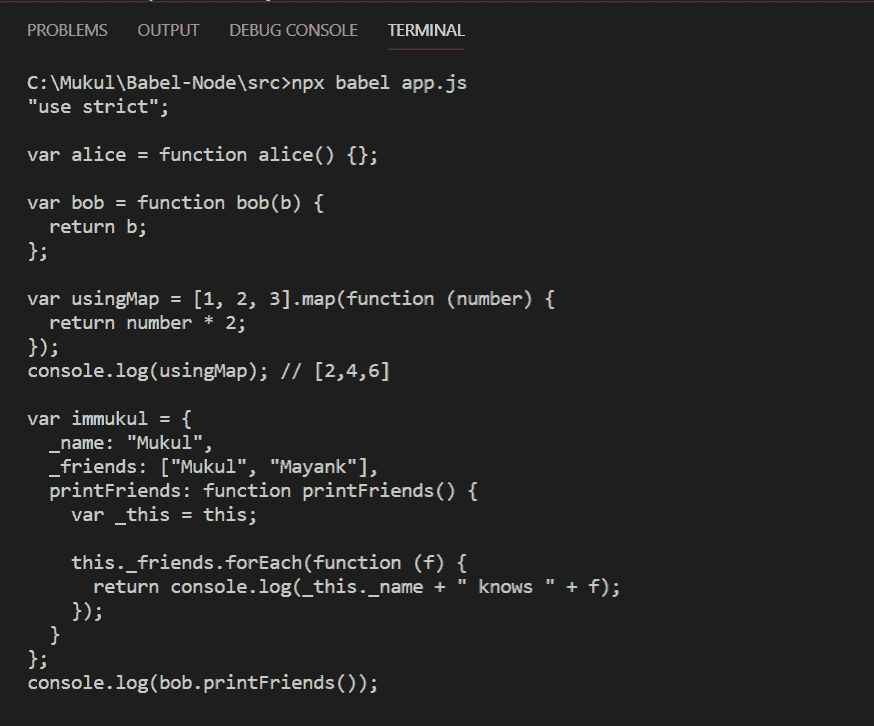 PROBLEMS OUTPUT DEBUG CONSOLE TERMINAL
C:\Mukul\Babel-Node\src>npx babel app.js
"use strict";
var alice = function alice() {};
var bob = function bob(b) {
  return b;
};
var usingMap = [1, 2, 3].map(function (number) {
  return number * 2;
});
console.log(usingMap); // [2,4,6]
var immukul = {
  _name: "Mukul",
  _friends: ["Mukul", "Mayank"],
  printFriends: function printFriends() {
    var _this = this;
    this._friends.forEach(function (f) {
      return console.log(_this._name + " knows " + f);
    });
  }
};
console.log(bob.printFriends());